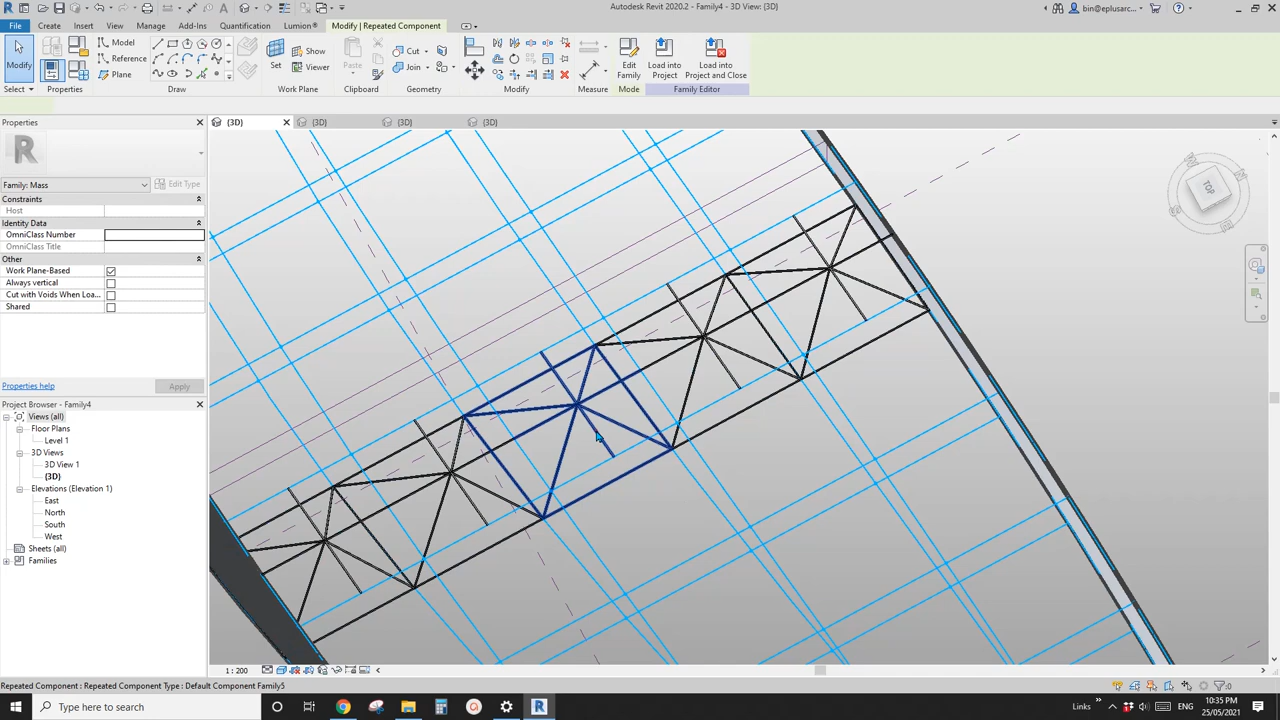 Autodesk Revit 2020.2 - Family4 - 3D View: {3D}
bin@eplusarc...
File Create Insert View Manage Add-Ins Quantification Lumion® Modify | Repeated Component
Modify
Model
Reference
Plane
Set
Show
Viewer
Paste
Cut
Join
Edit Family
Load into Project
Load into Project and Close
Select Properties Draw Work Plane Clipboard Geometry Modify Measure Mode Family Editor
Properties
{3D} {3D} {3D} {3D}
Family: Mass Edit Type
Constraints
Host
Identity Data
OmniClass Number
OmniClass Title
Other
Work Plane-Based
Always vertical
Cut with Voids When Loa...
Shared
Properties help Apply
Project Browser - Family4
Views (all)
Floor Plans
Level 1
3D Views
3D View 1
{3D}
Elevations (Elevation 1)
East
North
South
West
Sheets (all)
Families
TOP
1 : 200
Repeated Component : Repeated Component Type : Default Component Family5
:0
Type here to search
Links
ENG
10:35 PM
25/05/2021